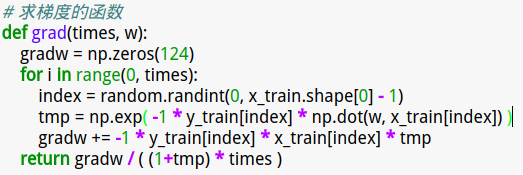 # 求梯度的函数
def grad(times, w):
    gradw = np.zeros(124)
    for i in range(0, times):
        index = random.randint(0, x_train.shape[0] - 1)
        tmp = np.exp( -1 * y_train[index] * np.dot(w, x_train[index]) )
        gradw += -1 * y_train[index] * x_train[index] * tmp
    return gradw / ( (1+tmp) * times )